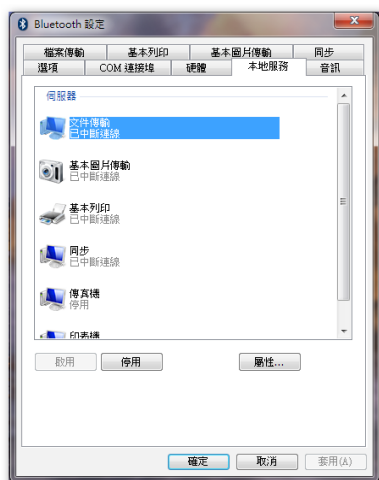 Bluetooth 設定
檔案傳輸 基本列印 基本圖片傳輸 同步
選項 COM 連接埠 硬體 本地服務 音訊
伺服器
文件傳輸
已中斷連線
基本圖片傳輸
已中斷連線
基本列印
已中斷連線
同步
已中斷連線
傳真機
停用
印表機
啟用 停用 屬性...
確定 取消 套用(A)